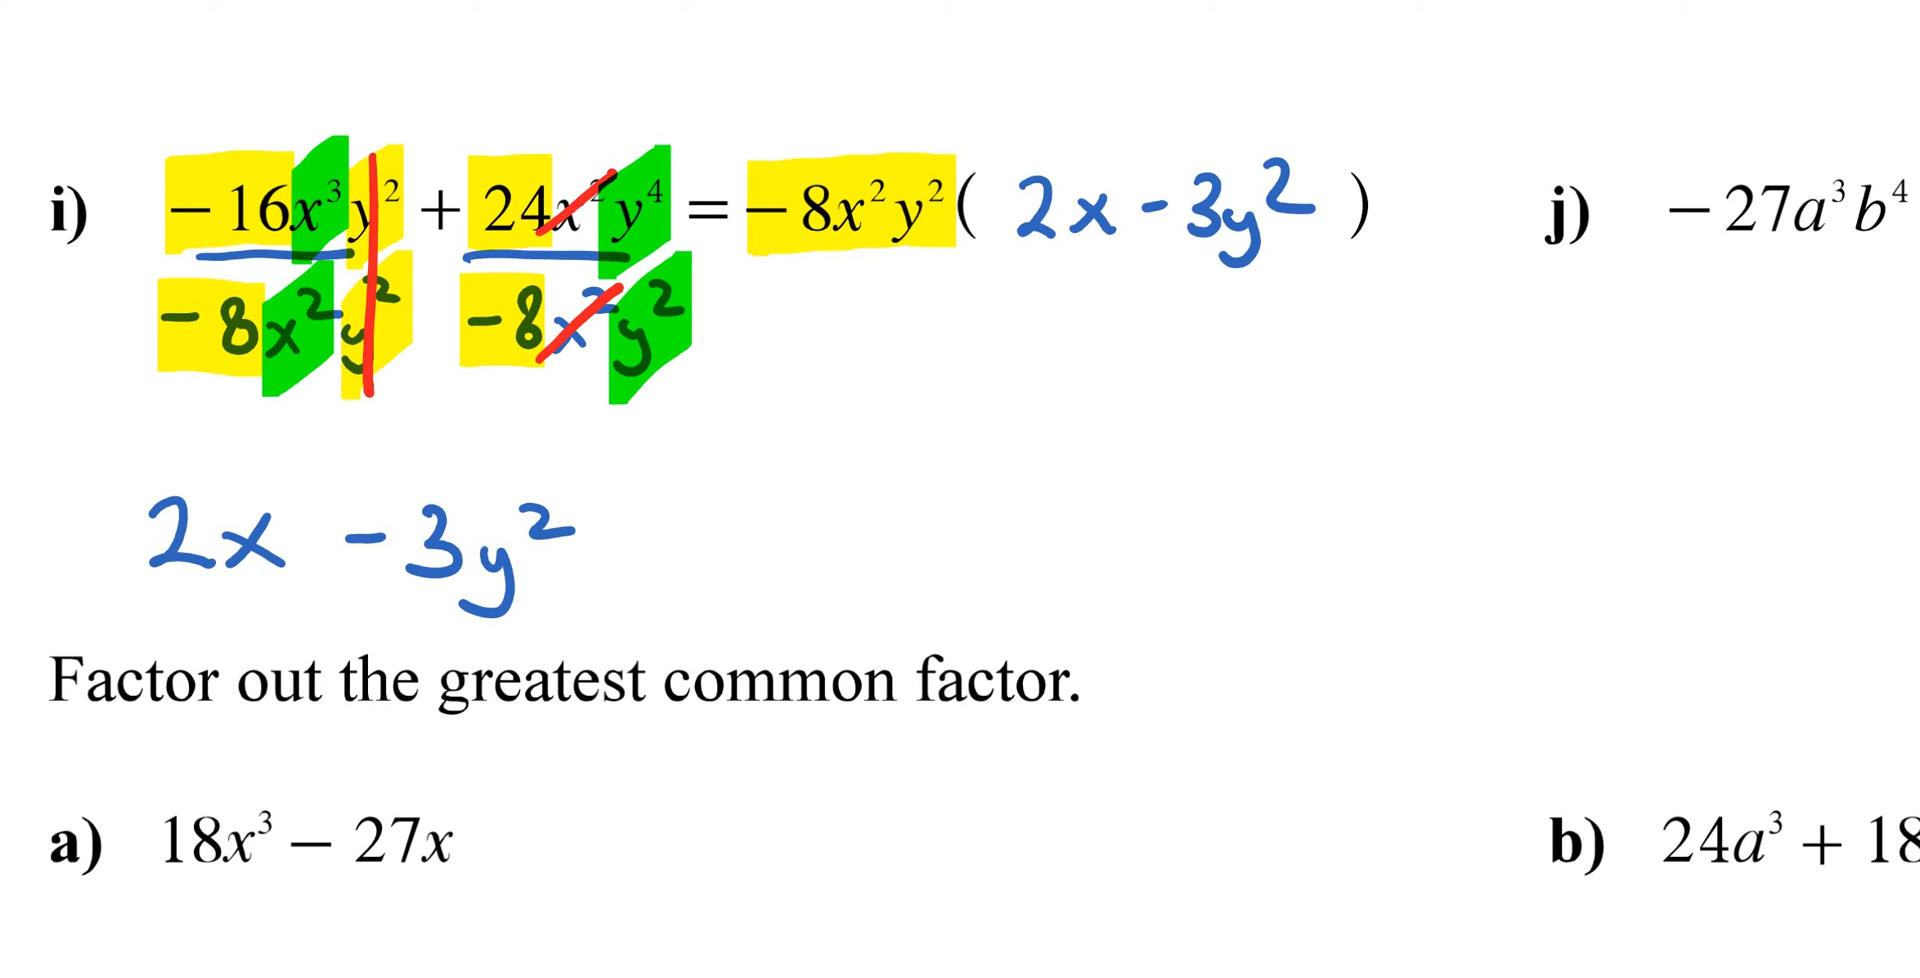 i) −16x³y² + 24x²y⁴ = −8x²y²( 2x - 3y² ) j) −27a³b⁴
-8x²y² -8x²y²
2x - 3y²
Factor out the greatest common factor.
a) 18x³ − 27x b) 24a³ + 18